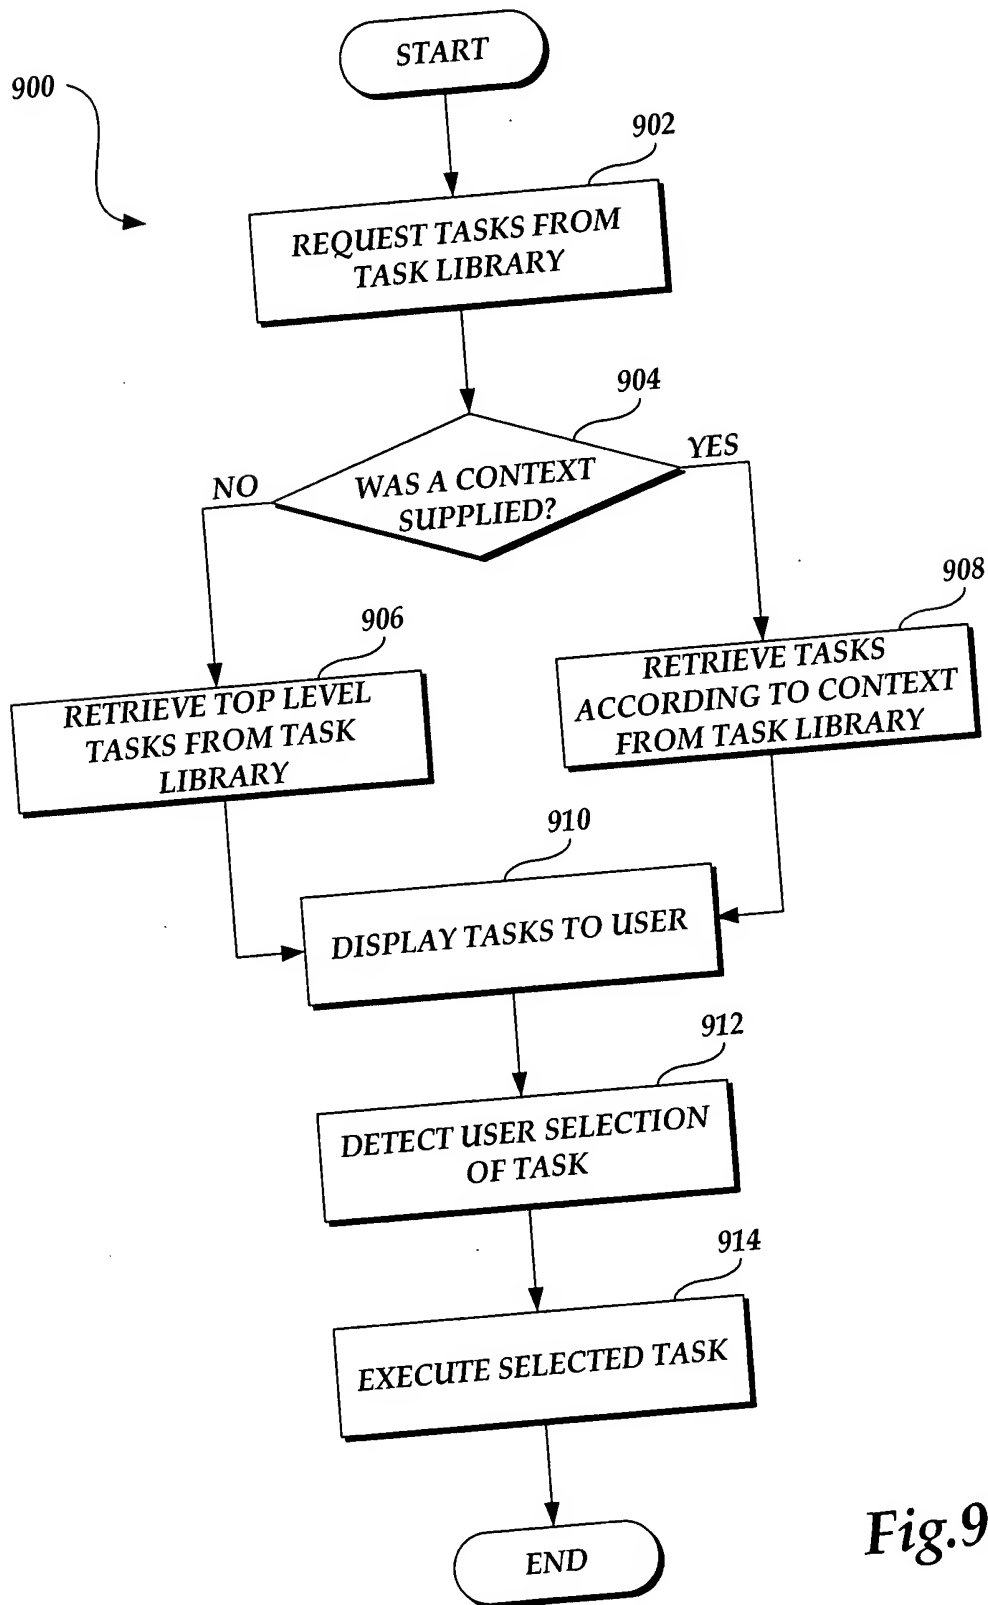 START
900
902
REQUEST TASKS FROM
TASK LIBRARY
904
WAS A CONTEXT
SUPPLIED?
NO
YES
906
RETRIEVE TOP LEVEL
TASKS FROM TASK
LIBRARY
908
RETRIEVE TASKS
ACCORDING TO CONTEXT
FROM TASK LIBRARY
910
DISPLAY TASKS TO USER
912
DETECT USER SELECTION
OF TASK
914
EXECUTE SELECTED TASK
END
Fig.9